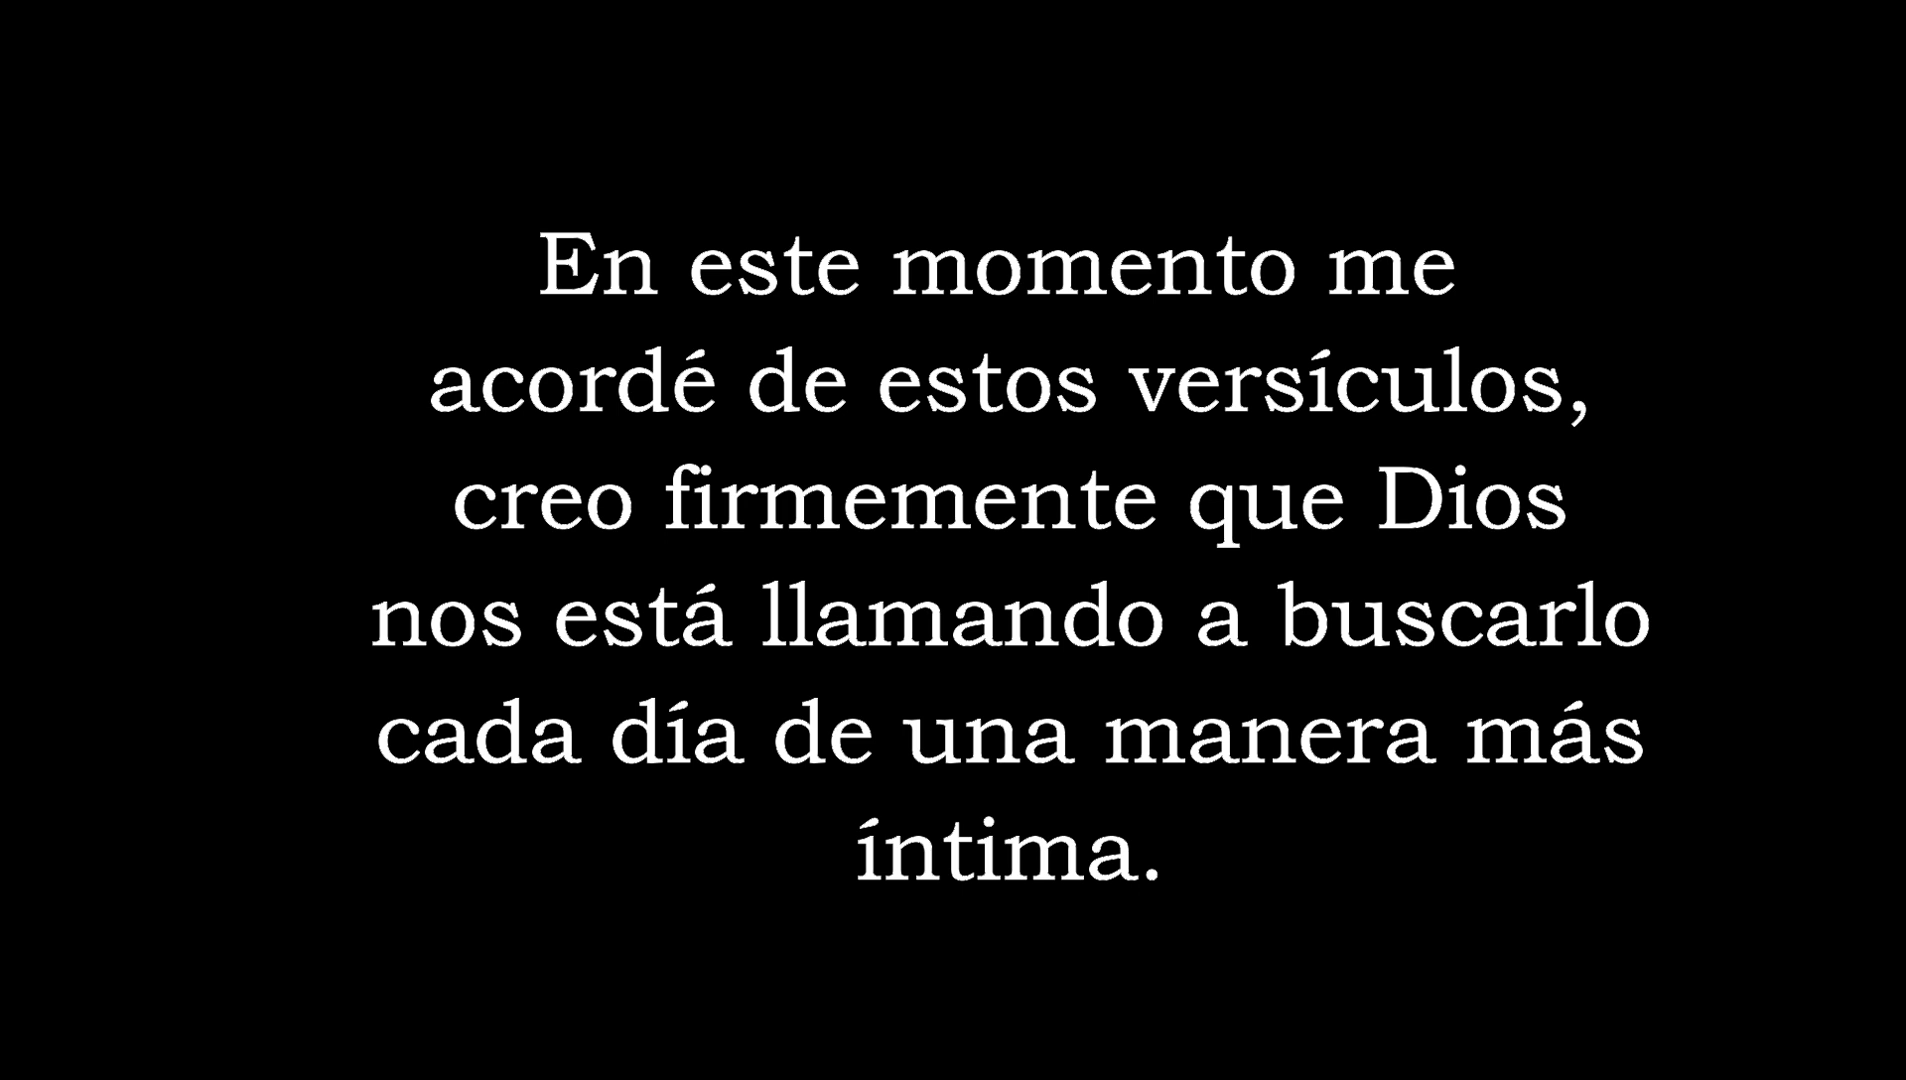 En este momento me
acordé de estos versículos,
creo firmemente que Dios
nos está llamando a buscarlo
cada día de una manera más
íntima.